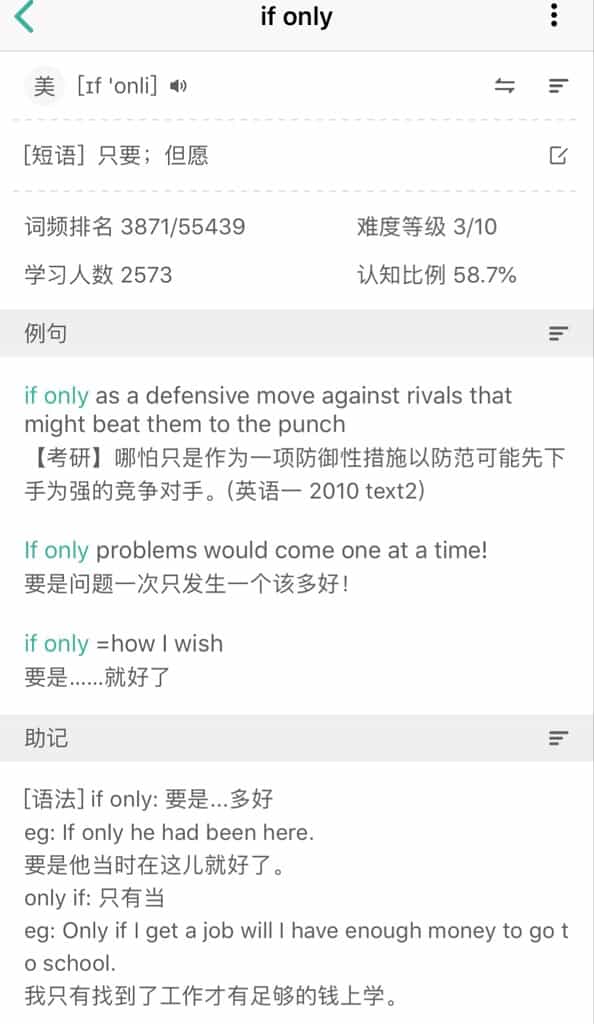 if only
美 [ɪf 'onli]
[短语] 只要；但愿
词频排名 3871/55439 难度等级 3/10
学习人数 2573 认知比例 58.7%
例句
if only as a defensive move against rivals that
might beat them to the punch
【考研】哪怕只是作为一项防御性措施以防范可能先下
手为强的竞争对手。(英语一 2010 text2)
If only problems would come one at a time!
要是问题一次只发生一个该多好！
if only =how I wish
要是......就好了
助记
[语法] if only: 要是...多好
eg: If only he had been here.
要是他当时在这儿就好了。
only if: 只有当
eg: Only if I get a job will I have enough money to go t
o school.
我只有找到了工作才有足够的钱上学。